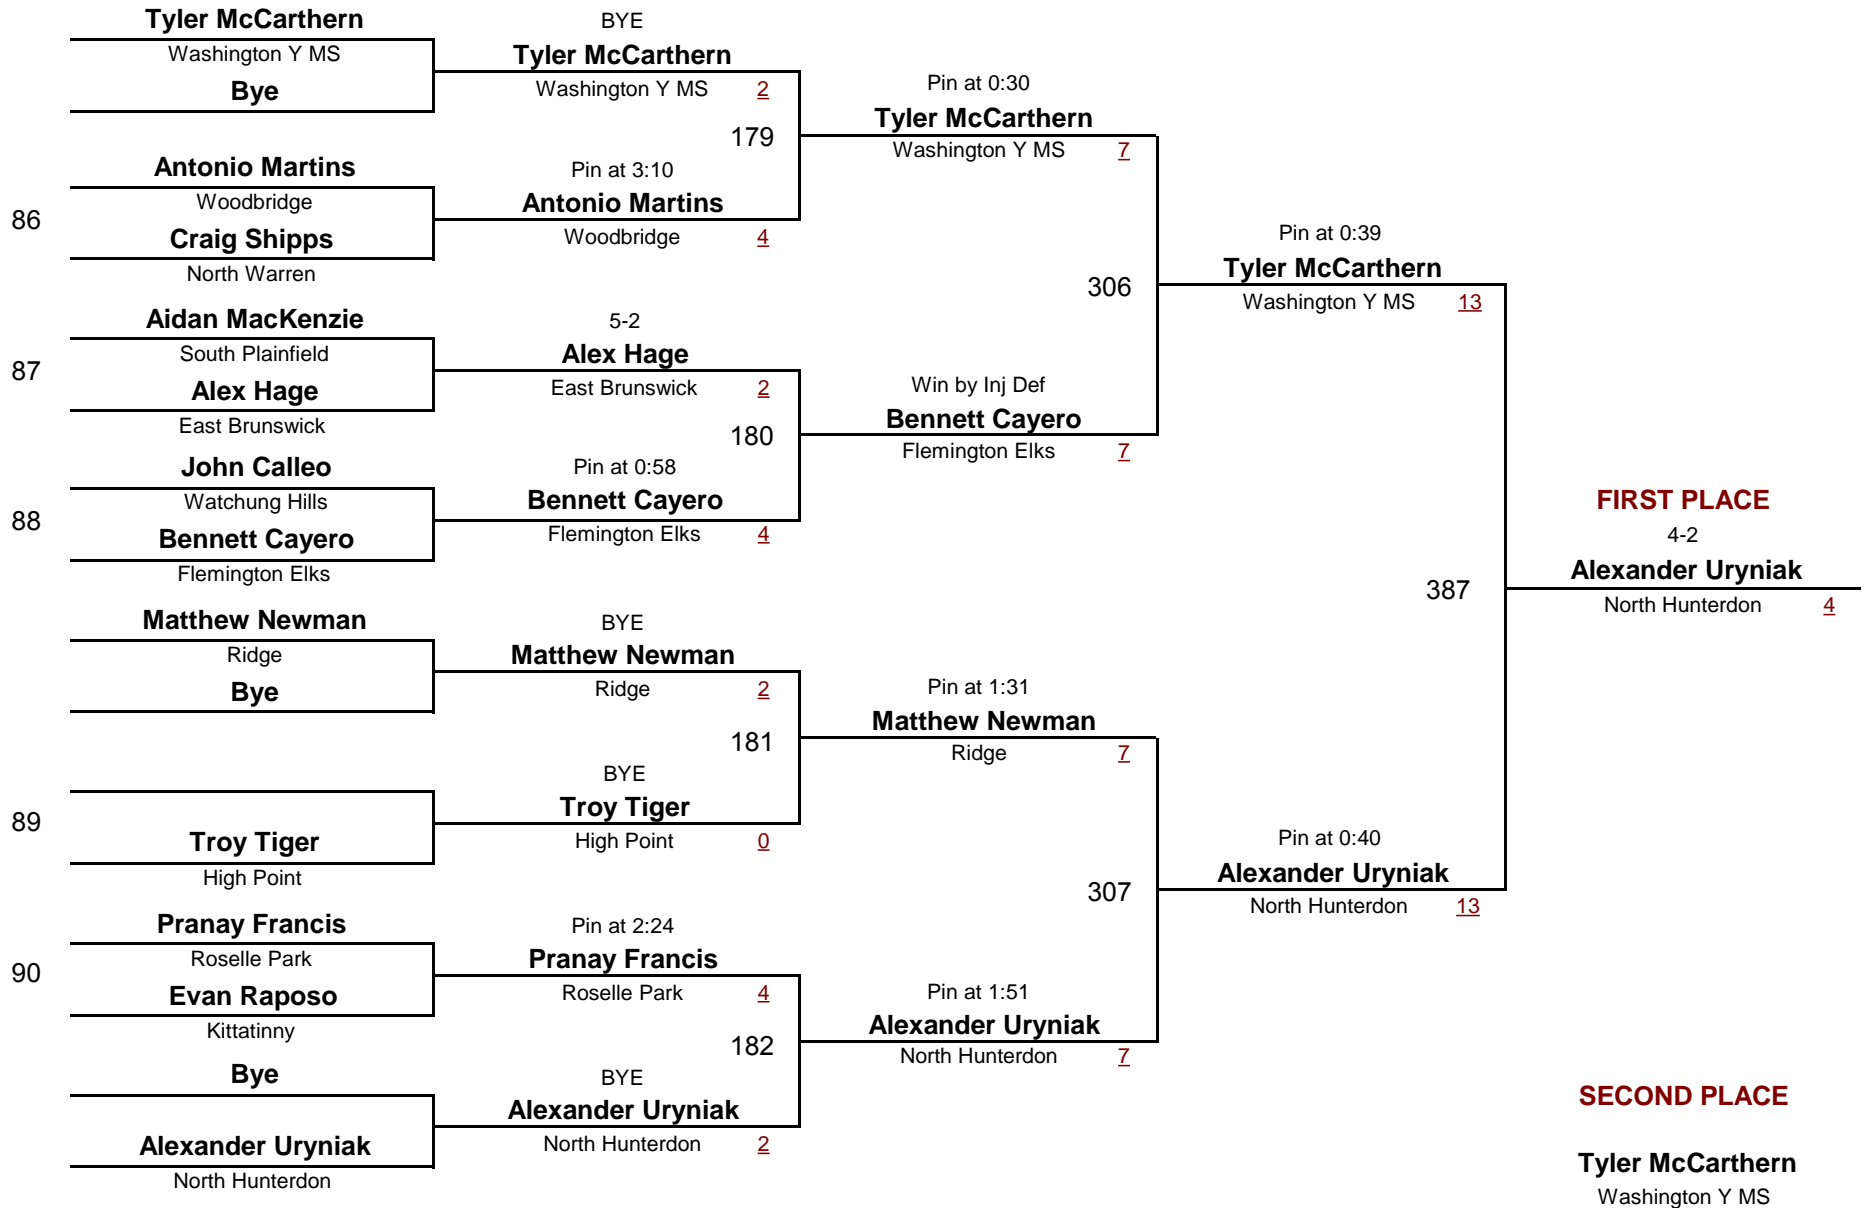 Tyler McCarthern
Washington Y MS
Bye
86
Antonio Martins
Woodbridge
Craig Shipps
North Warren
87
Aidan MacKenzie
South Plainfield
Alex Hage
East Brunswick
88
John Calleo
Watchung Hills
Bennett Cayero
Flemington Elks
Matthew Newman
Ridge
Bye
89
Troy Tiger
High Point
90
Pranay Francis
Roselle Park
Evan Raposo
Kittatinny
Bye
Alexander Uryniak
North Hunterdon
BYE
Tyler McCarthern
Washington Y MS 2
179
Pin at 3:10
Antonio Martins
Woodbridge 4
5-2
Alex Hage
East Brunswick 2
180
Pin at 0:58
Bennett Cayero
Flemington Elks 4
BYE
Matthew Newman
Ridge 2
181
BYE
Troy Tiger
High Point 0
Pin at 2:24
Pranay Francis
Roselle Park 4
182
BYE
Alexander Uryniak
North Hunterdon 2
Pin at 0:30
Tyler McCarthern
Washington Y MS 7
306
Win by Inj Def
Bennett Cayero
Flemington Elks 7
Pin at 1:31
Matthew Newman
Ridge 7
307
Pin at 1:51
Alexander Uryniak
North Hunterdon 7
Pin at 0:39
Tyler McCarthern
Washington Y MS 13
387
Pin at 0:40
Alexander Uryniak
North Hunterdon 13
FIRST PLACE
4-2
Alexander Uryniak
North Hunterdon 4
SECOND PLACE
Tyler McCarthern
Washington Y MS